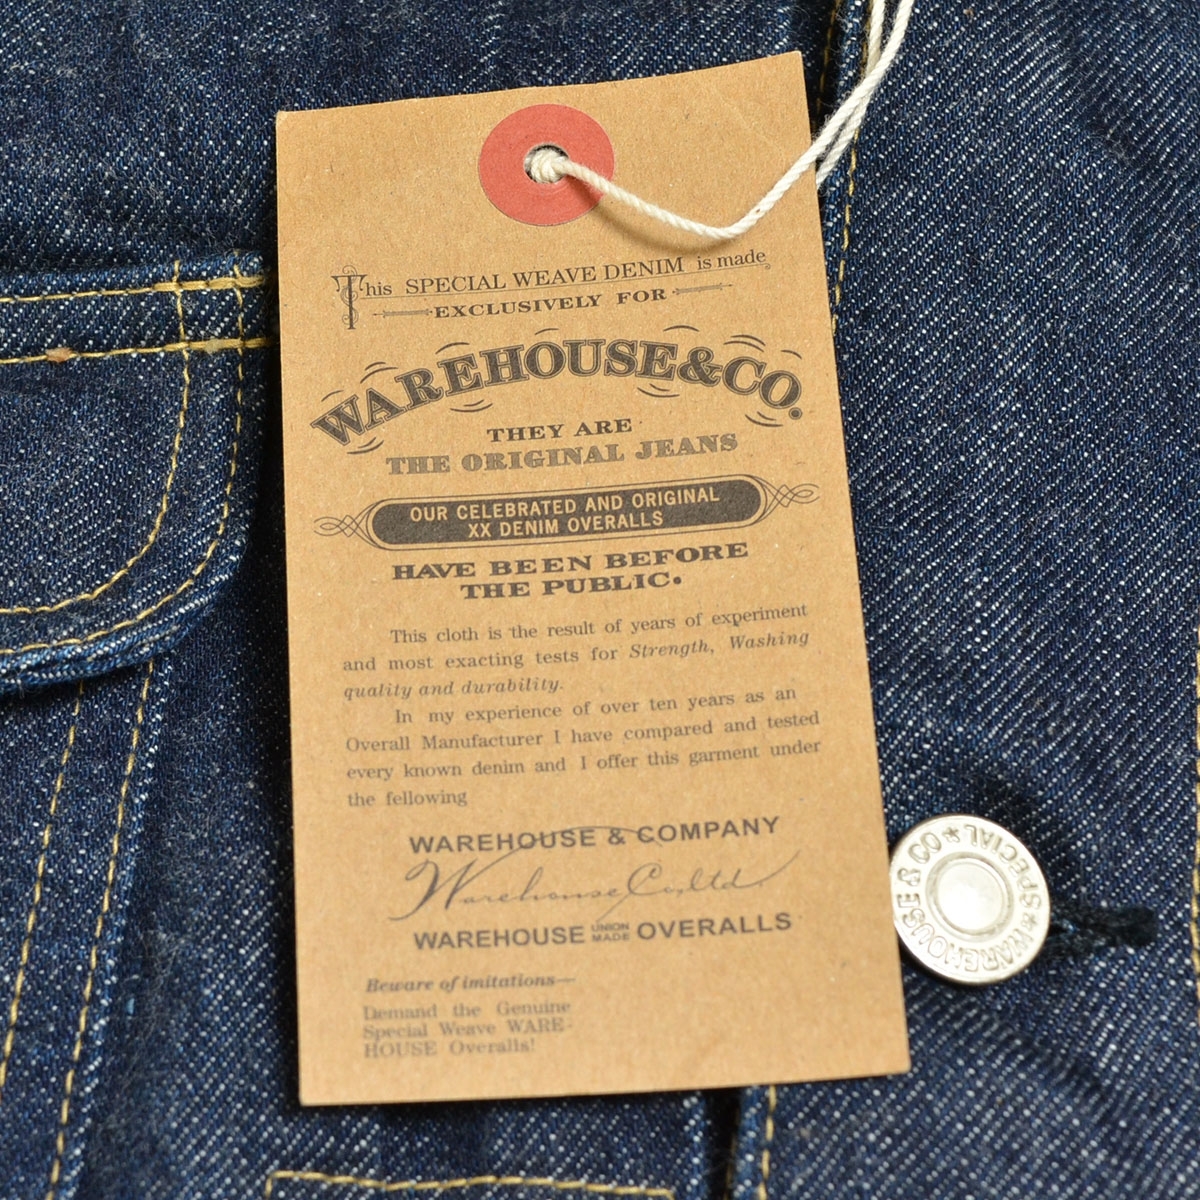 This SPECIAL WEAVE DENIM is made
EXCLUSIVELY FOR
WAREHOUSE&CO.
THEY ARE
THE ORIGINAL JEANS
OUR CELEBRATED AND ORIGINAL
XX DENIM OVERALLS
HAVE BEEN BEFORE
THE PUBLIC.
This cloth is the result of years of experiment
and most exacting tests for Strength, Washing
quality and durability.
In my experience of over ten years as an
Overall Manufacturer I have compared and tested
every known denim and I offer this garment under
the fellowing
WAREHOUSE & COMPANY
Warehouse Co.,ltd.
WAREHOUSE UNION MADE OVERALLS
Beware of imitations—
Demand the Genuine
Special Weave WARE-
HOUSE Overalls!
WAREHOUSE & CO ★ SPECIALS ★